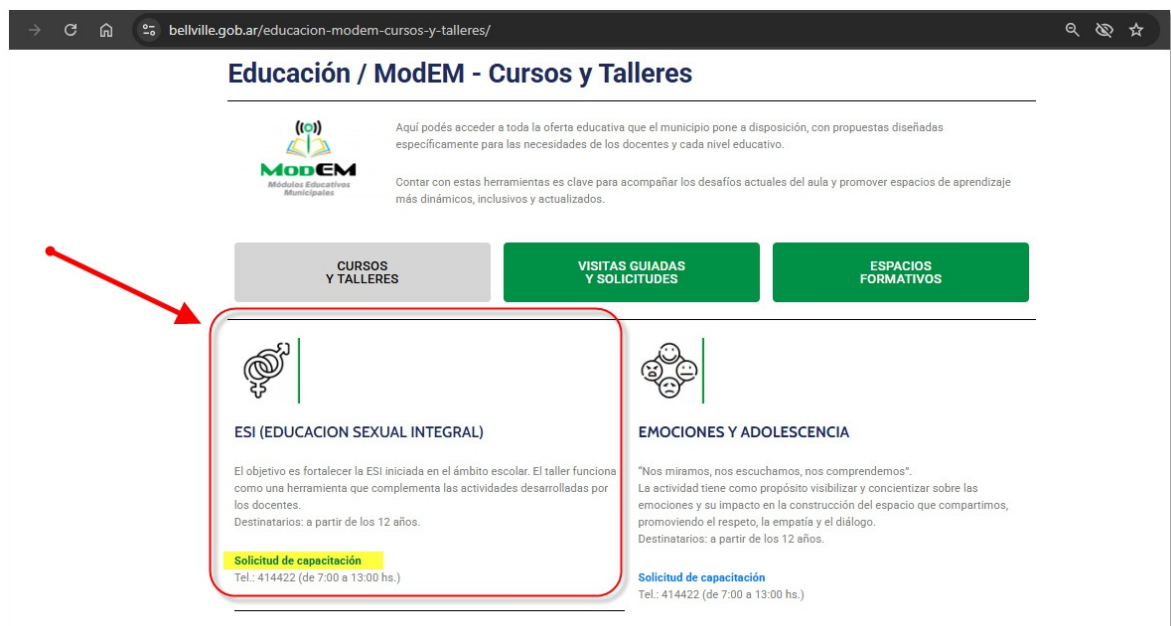 bellville.gob.ar/educacion-modem-cursos-y-talleres/
Educación / ModEM - Cursos y Talleres
MODEM
Módulos Educativos
Municipales
Aquí podés acceder a toda la oferta educativa que el municipio pone a disposición, con propuestas diseñadas
específicamente para las necesidades de los docentes y cada nivel educativo.
Contar con estas herramientas es clave para acompañar los desafíos actuales del aula y promover espacios de aprendizaje
más dinámicos, inclusivos y actualizados.
CURSOS
Y TALLERES
VISITAS GUIADAS
Y SOLICITUDES
ESPACIOS
FORMATIVOS
ESI (EDUCACION SEXUAL INTEGRAL)
El objetivo es fortalecer la ESI iniciada en el ámbito escolar. El taller funciona
como una herramienta que complementa las actividades desarrolladas por
los docentes.
Destinatarios: a partir de los 12 años.
Solicitud de capacitación
Tel.: 414422 (de 7:00 a 13:00 hs.)
EMOCIONES Y ADOLESCENCIA
"Nos miramos, nos escuchamos, nos comprendemos".
La actividad tiene como propósito visibilizar y concientizar sobre las
emociones y su impacto en la construcción del espacio que compartimos,
promoviendo el respeto, la empatía y el diálogo.
Destinatarios: a partir de los 12 años.
Solicitud de capacitación
Tel.: 414422 (de 7:00 a 13:00 hs.)